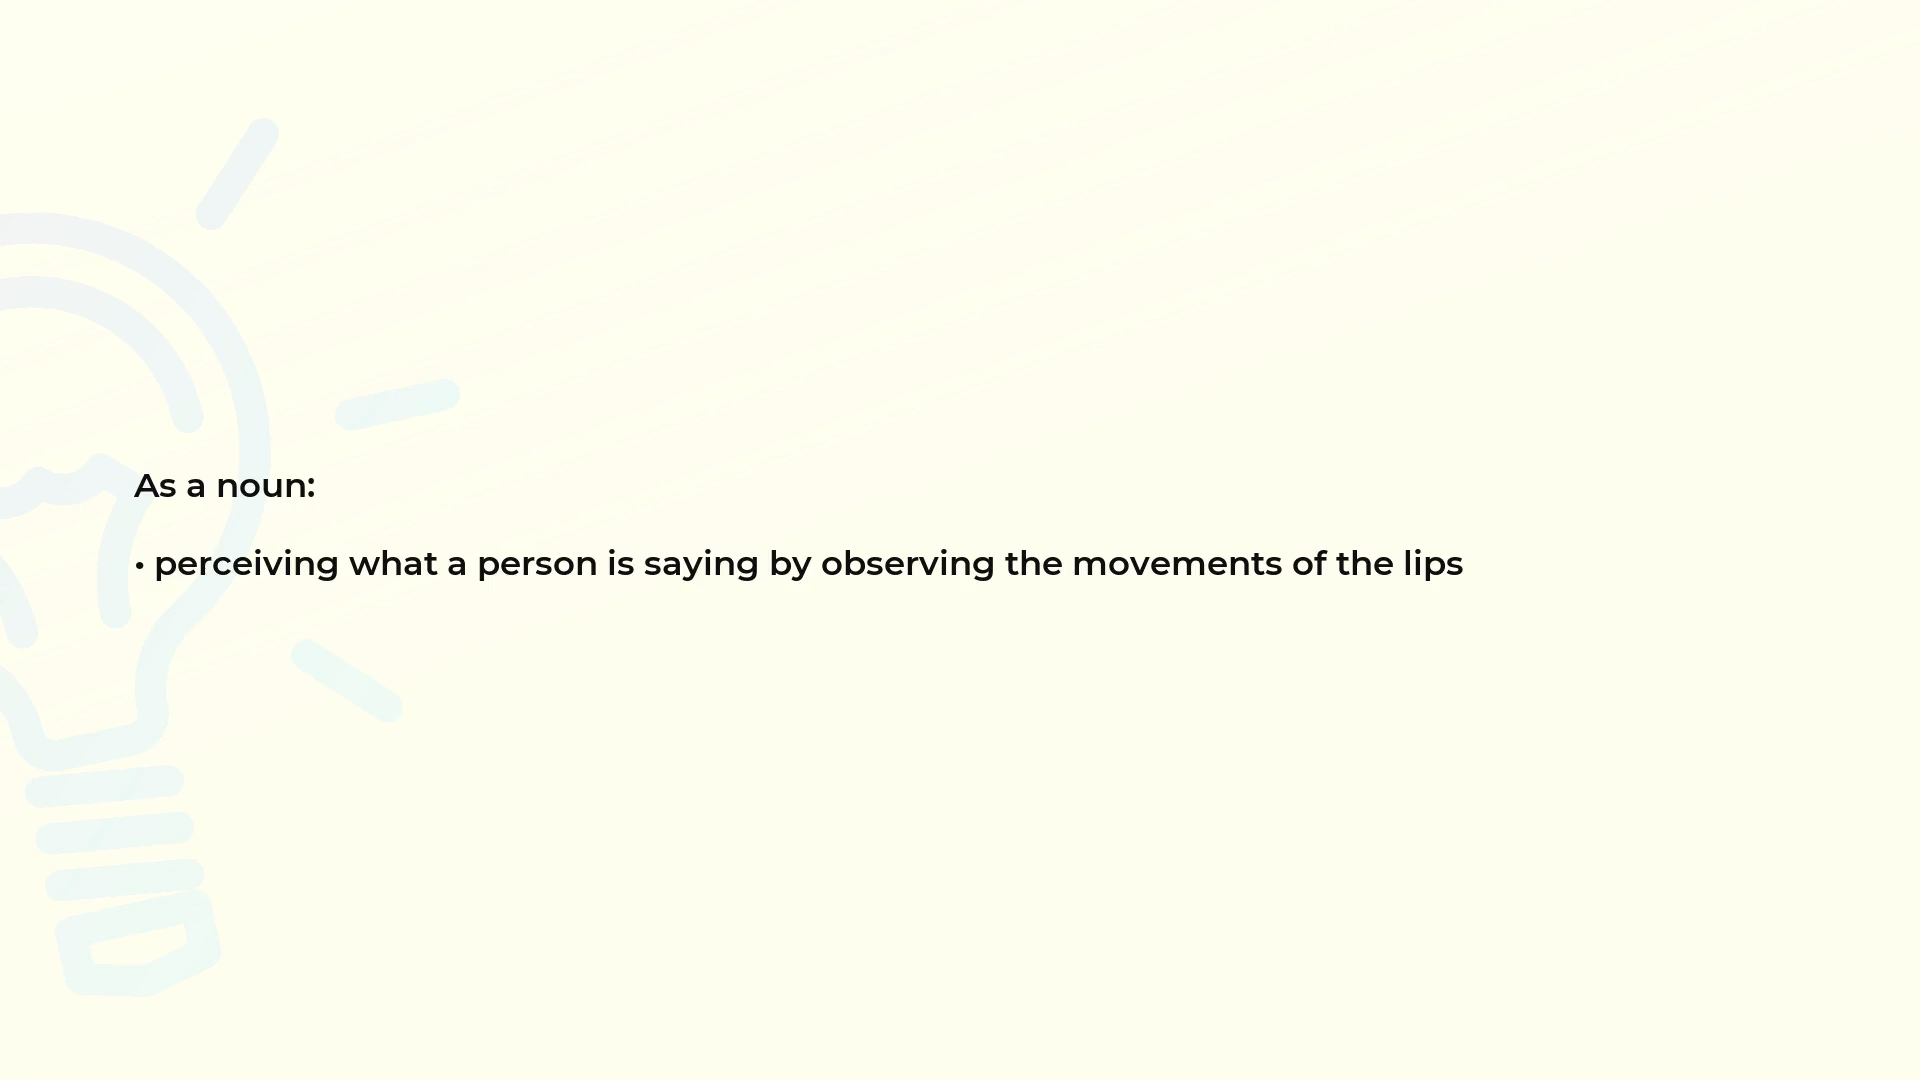 As a noun:
• perceiving what a person is saying by observing the movements of the lips